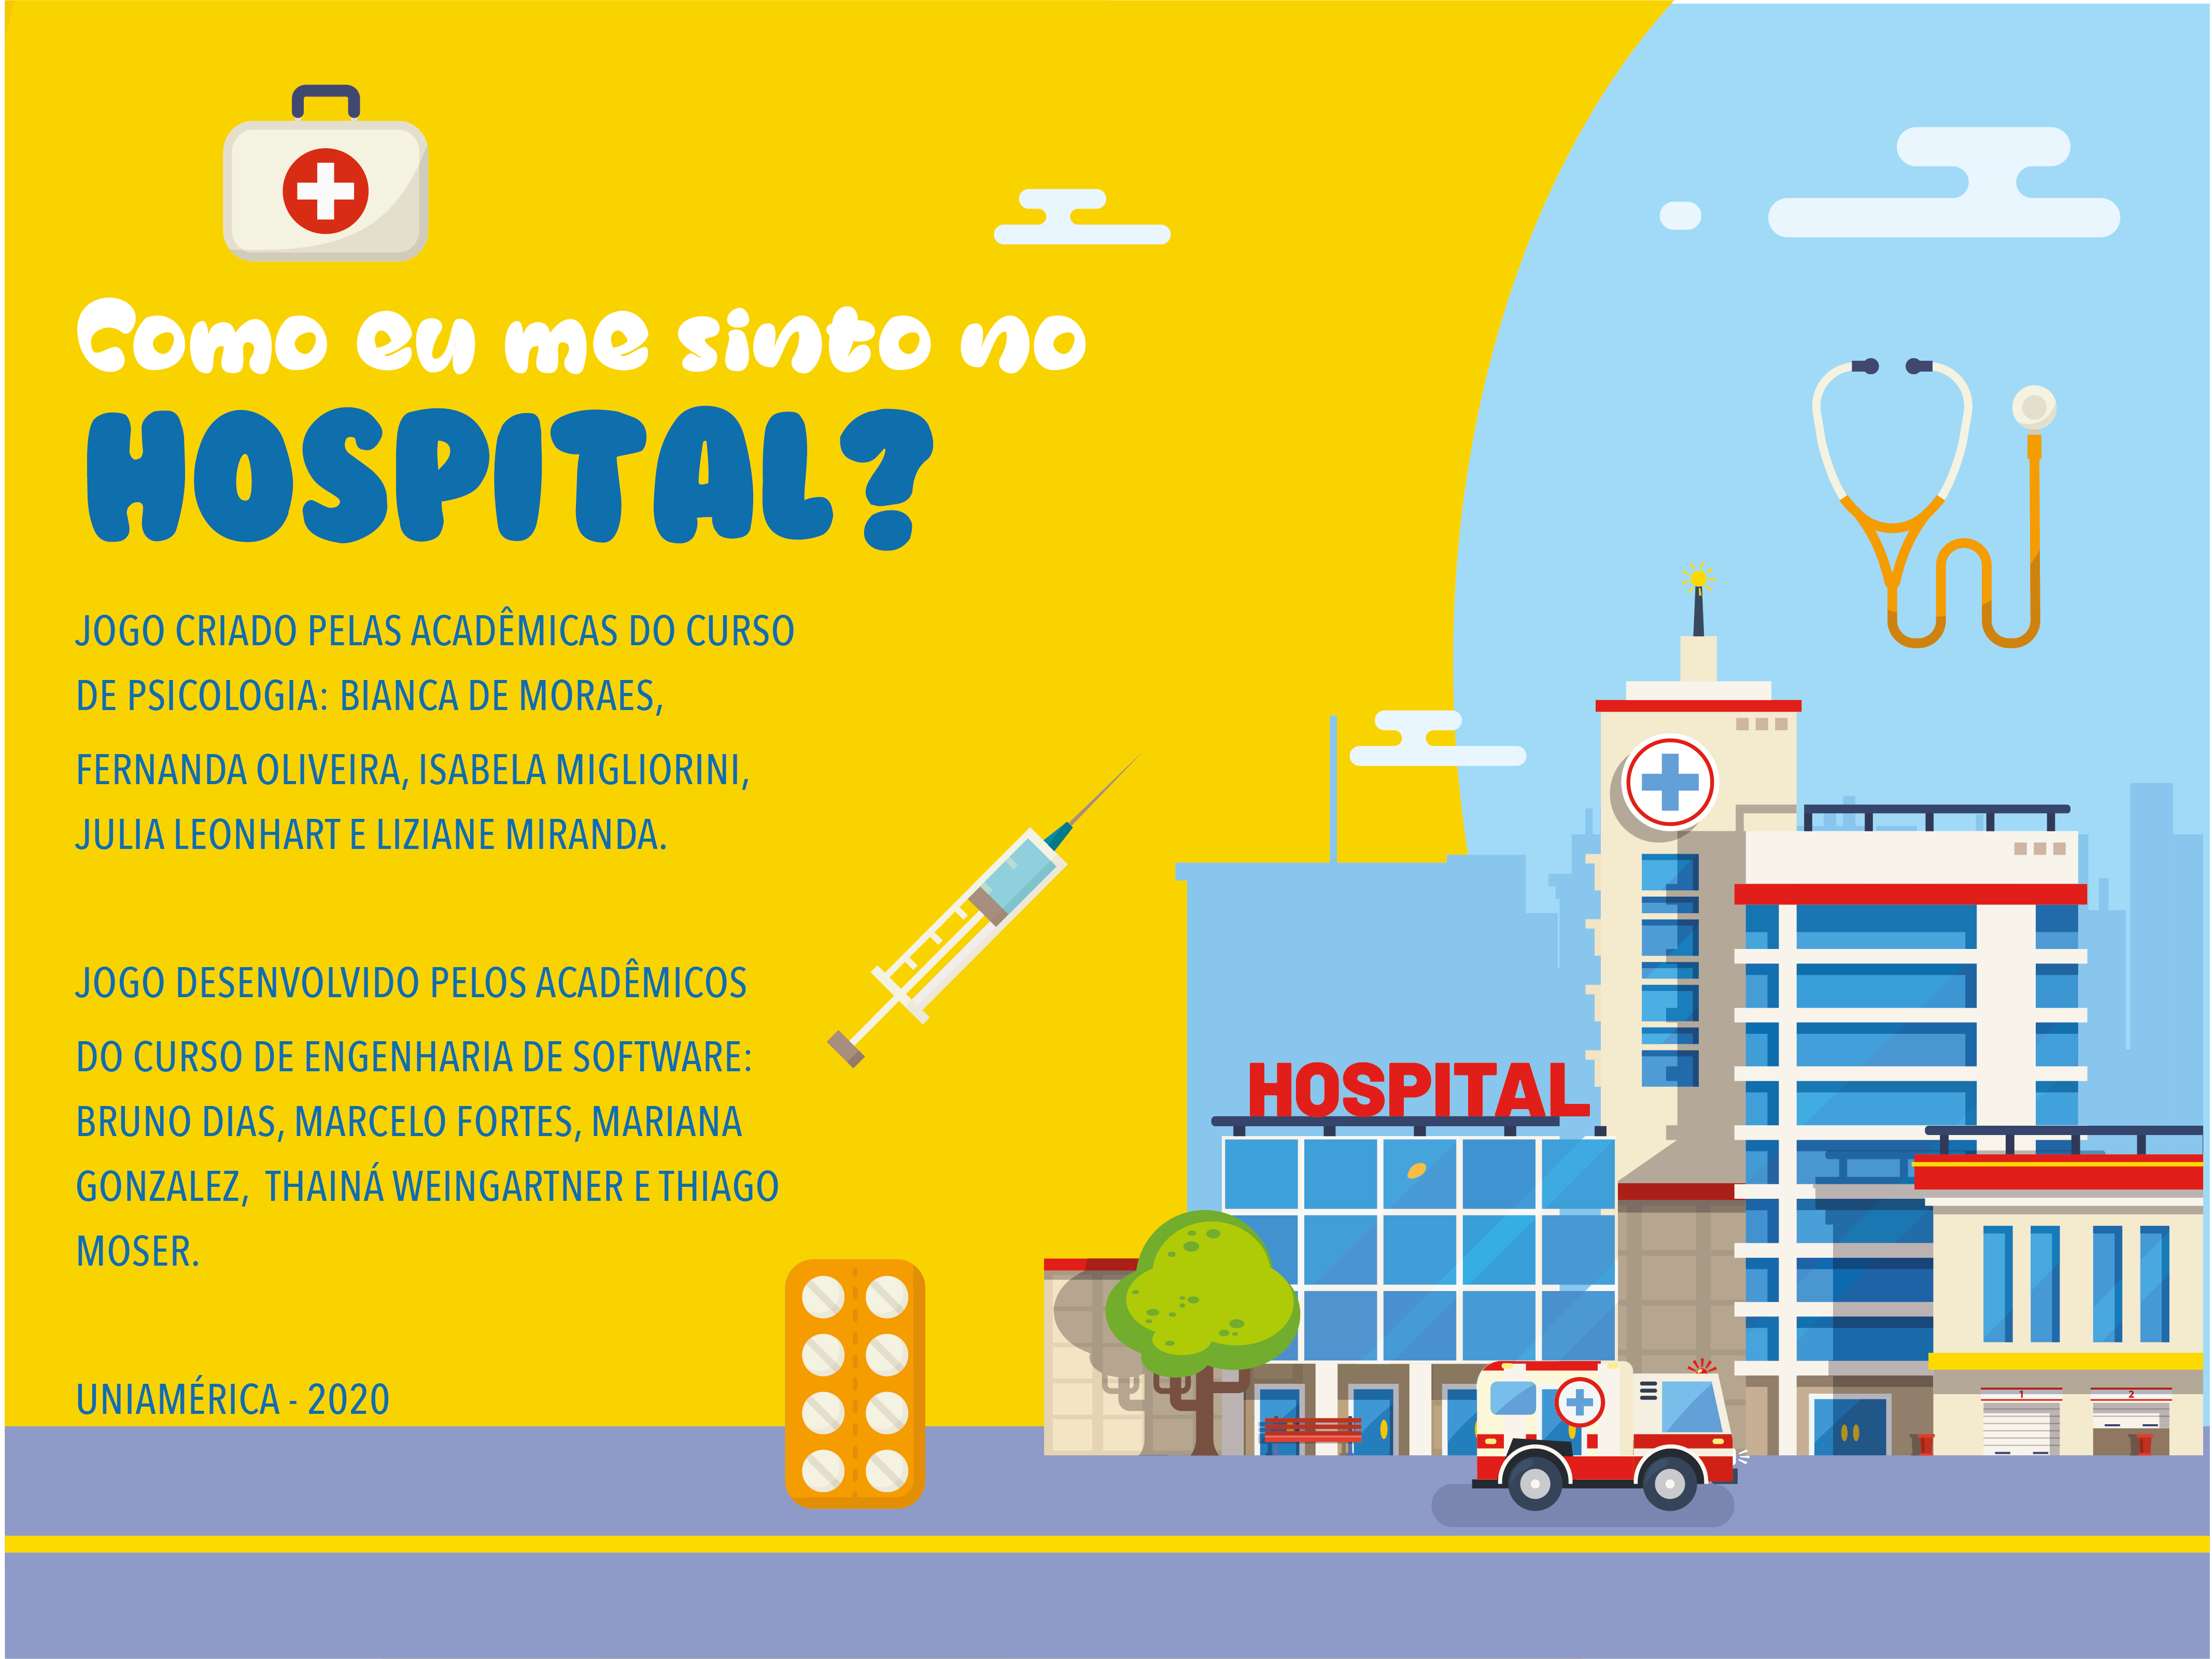 Como eu me sinto no
HOSPITAL?
JOGO CRIADO PELAS ACADÊMICAS DO CURSO
DE PSICOLOGIA: BIANCA DE MORAES,
FERNANDA OLIVEIRA, ISABELA MIGLIORINI,
JULIA LEONHART E LIZIANE MIRANDA.
JOGO DESENVOLVIDO PELOS ACADÊMICOS
DO CURSO DE ENGENHARIA DE SOFTWARE:
BRUNO DIAS, MARCELO FORTES, MARIANA
GONZALEZ, THAINÁ WEINGARTNER E THIAGO
MOSER.
UNIAMÉRICA - 2020
HOSPITAL
1
2